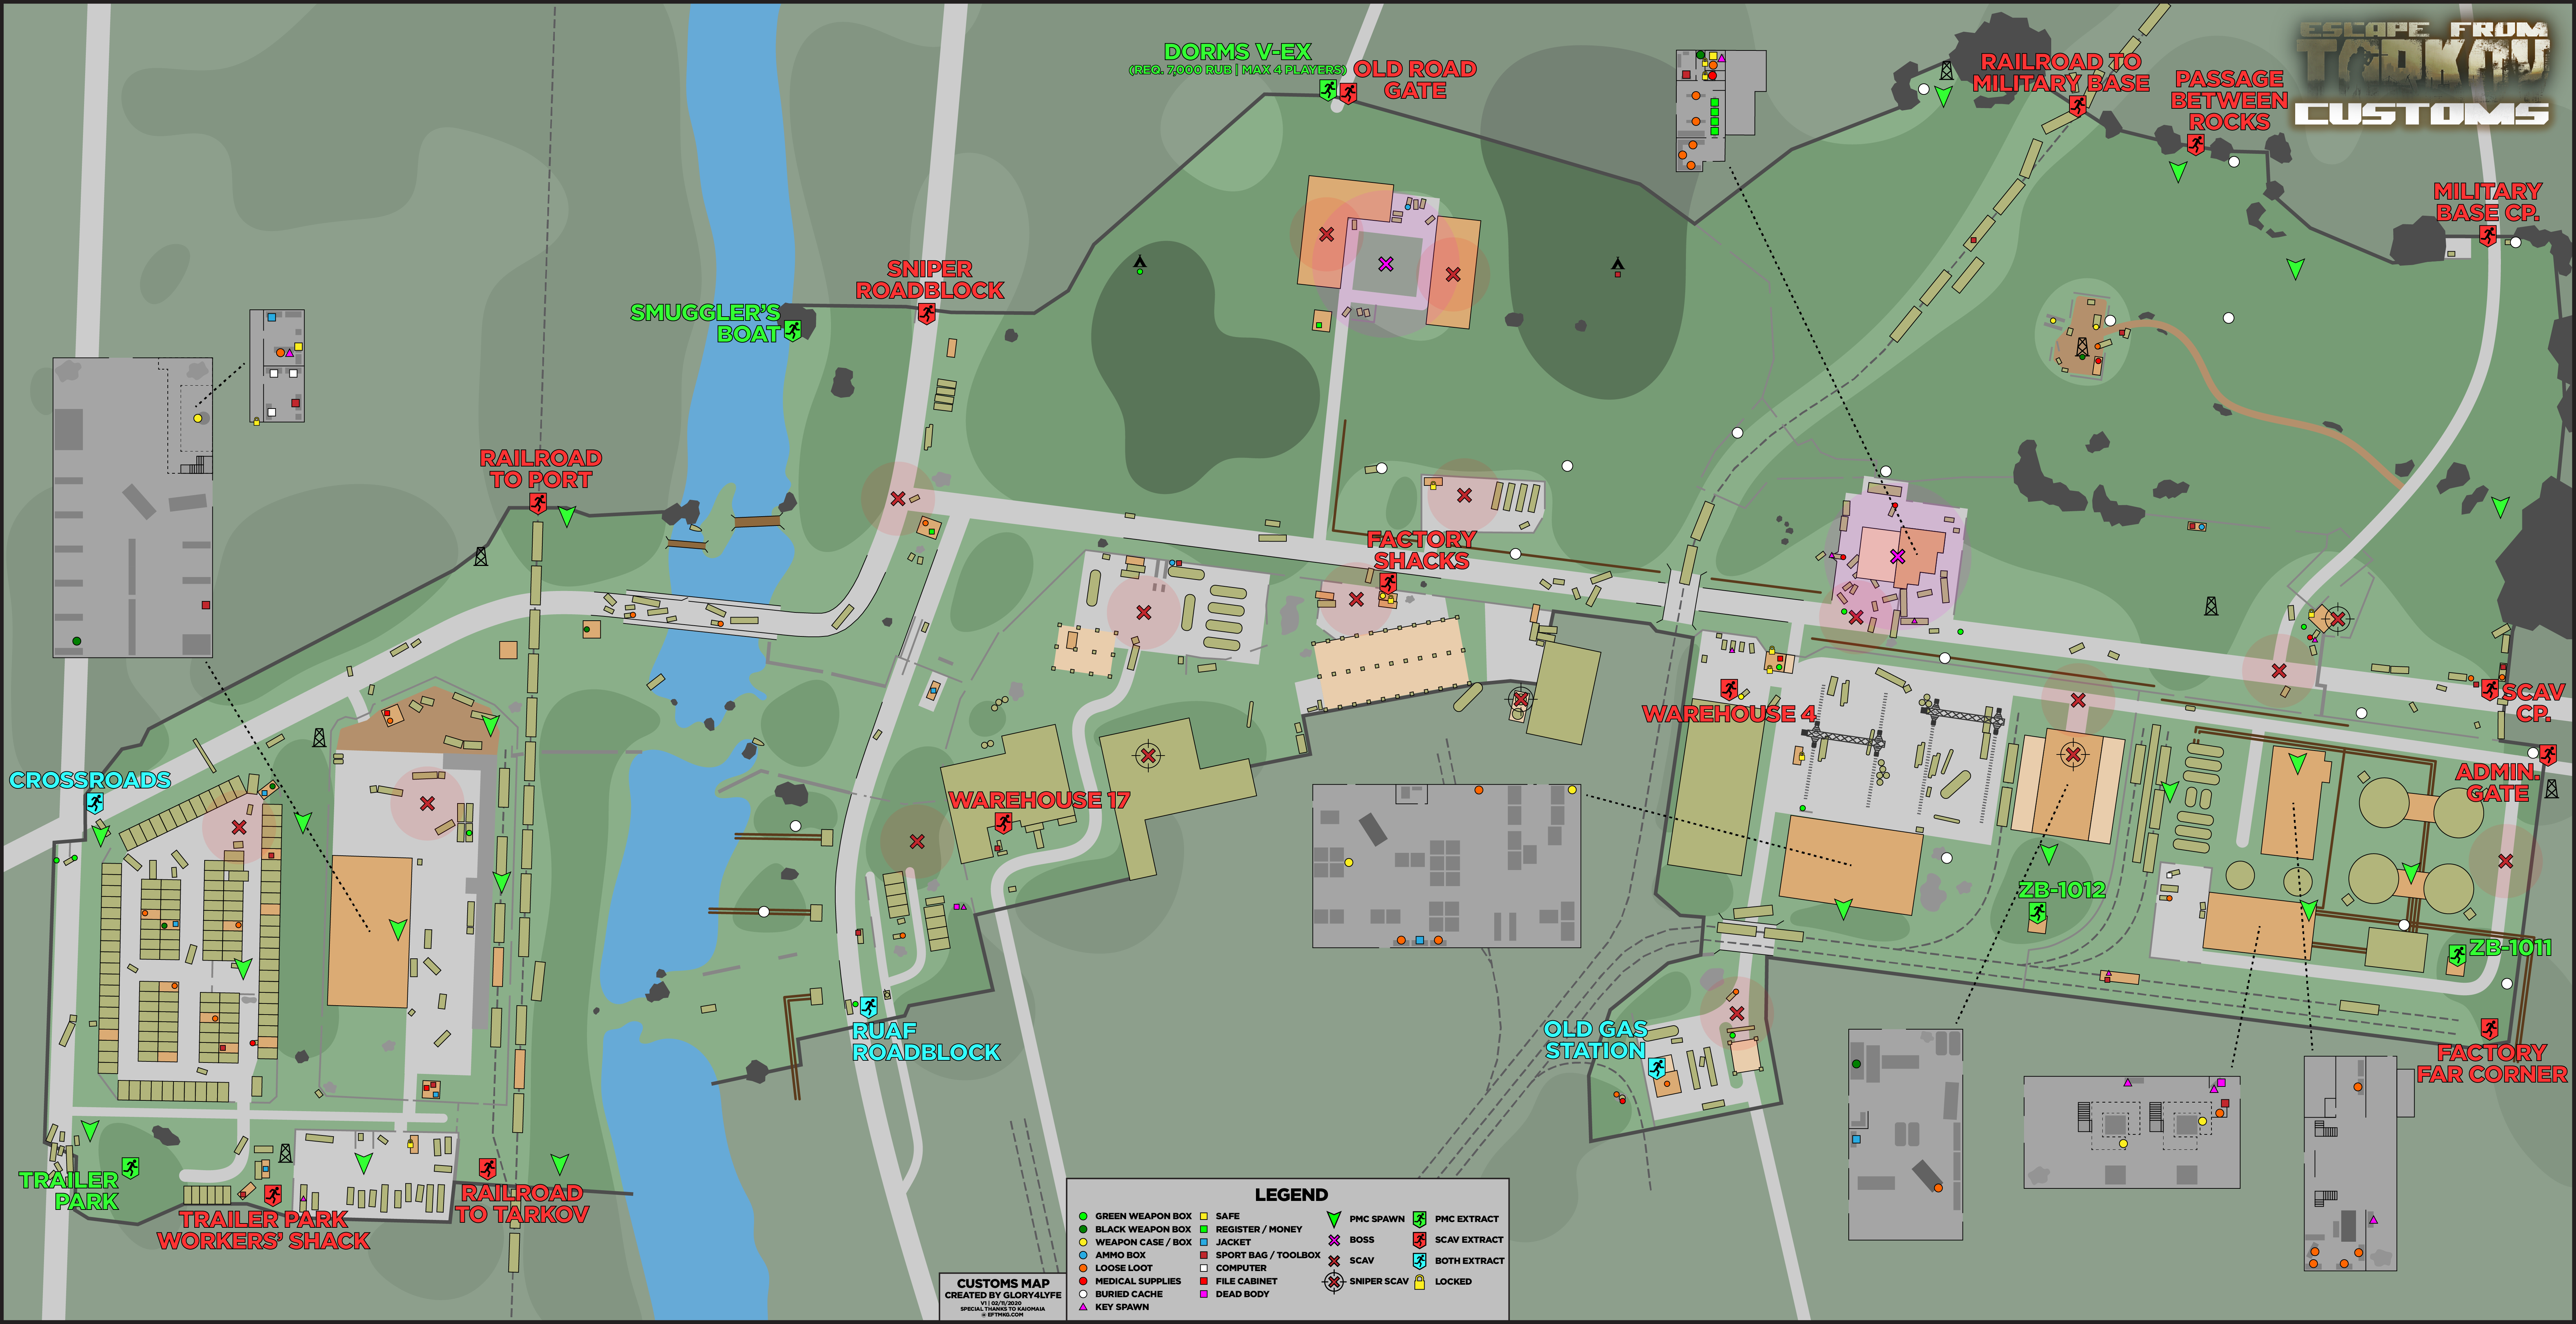 ESCAPE FROM
TARKOV
CUSTOMS
DORMS V-EX
(REQ. 7,000 RUB | MAX 4 PLAYERS)
OLD ROAD
GATE
RAILROAD TO
MILITARY BASE
PASSAGE
BETWEEN
ROCKS
MILITARY
BASE CP.
SNIPER
ROADBLOCK
SMUGGLER'S
BOAT
RAILROAD
TO PORT
FACTORY
SHACKS
WAREHOUSE 4
SCAV
CP.
ADMIN.
GATE
CROSSROADS
WAREHOUSE 17
ZB-1012
ZB-1011
RUAF
ROADBLOCK
OLD GAS
STATION
FACTORY
FAR CORNER
TRAILER
PARK
TRAILER PARK
WORKERS' SHACK
RAILROAD
TO TARKOV
LEGEND
GREEN WEAPON BOX
BLACK WEAPON BOX
WEAPON CASE / BOX
AMMO BOX
LOOSE LOOT
MEDICAL SUPPLIES
BURIED CACHE
KEY SPAWN
SAFE
REGISTER / MONEY
JACKET
SPORT BAG / TOOLBOX
COMPUTER
FILE CABINET
DEAD BODY
PMC SPAWN
BOSS
SCAV
SNIPER SCAV
PMC EXTRACT
SCAV EXTRACT
BOTH EXTRACT
LOCKED
CUSTOMS MAP
CREATED BY GLORY4LYFE
V1 | 02/11/2020
SPECIAL THANKS TO KAIOMAIA
@ EFTMKG.COM